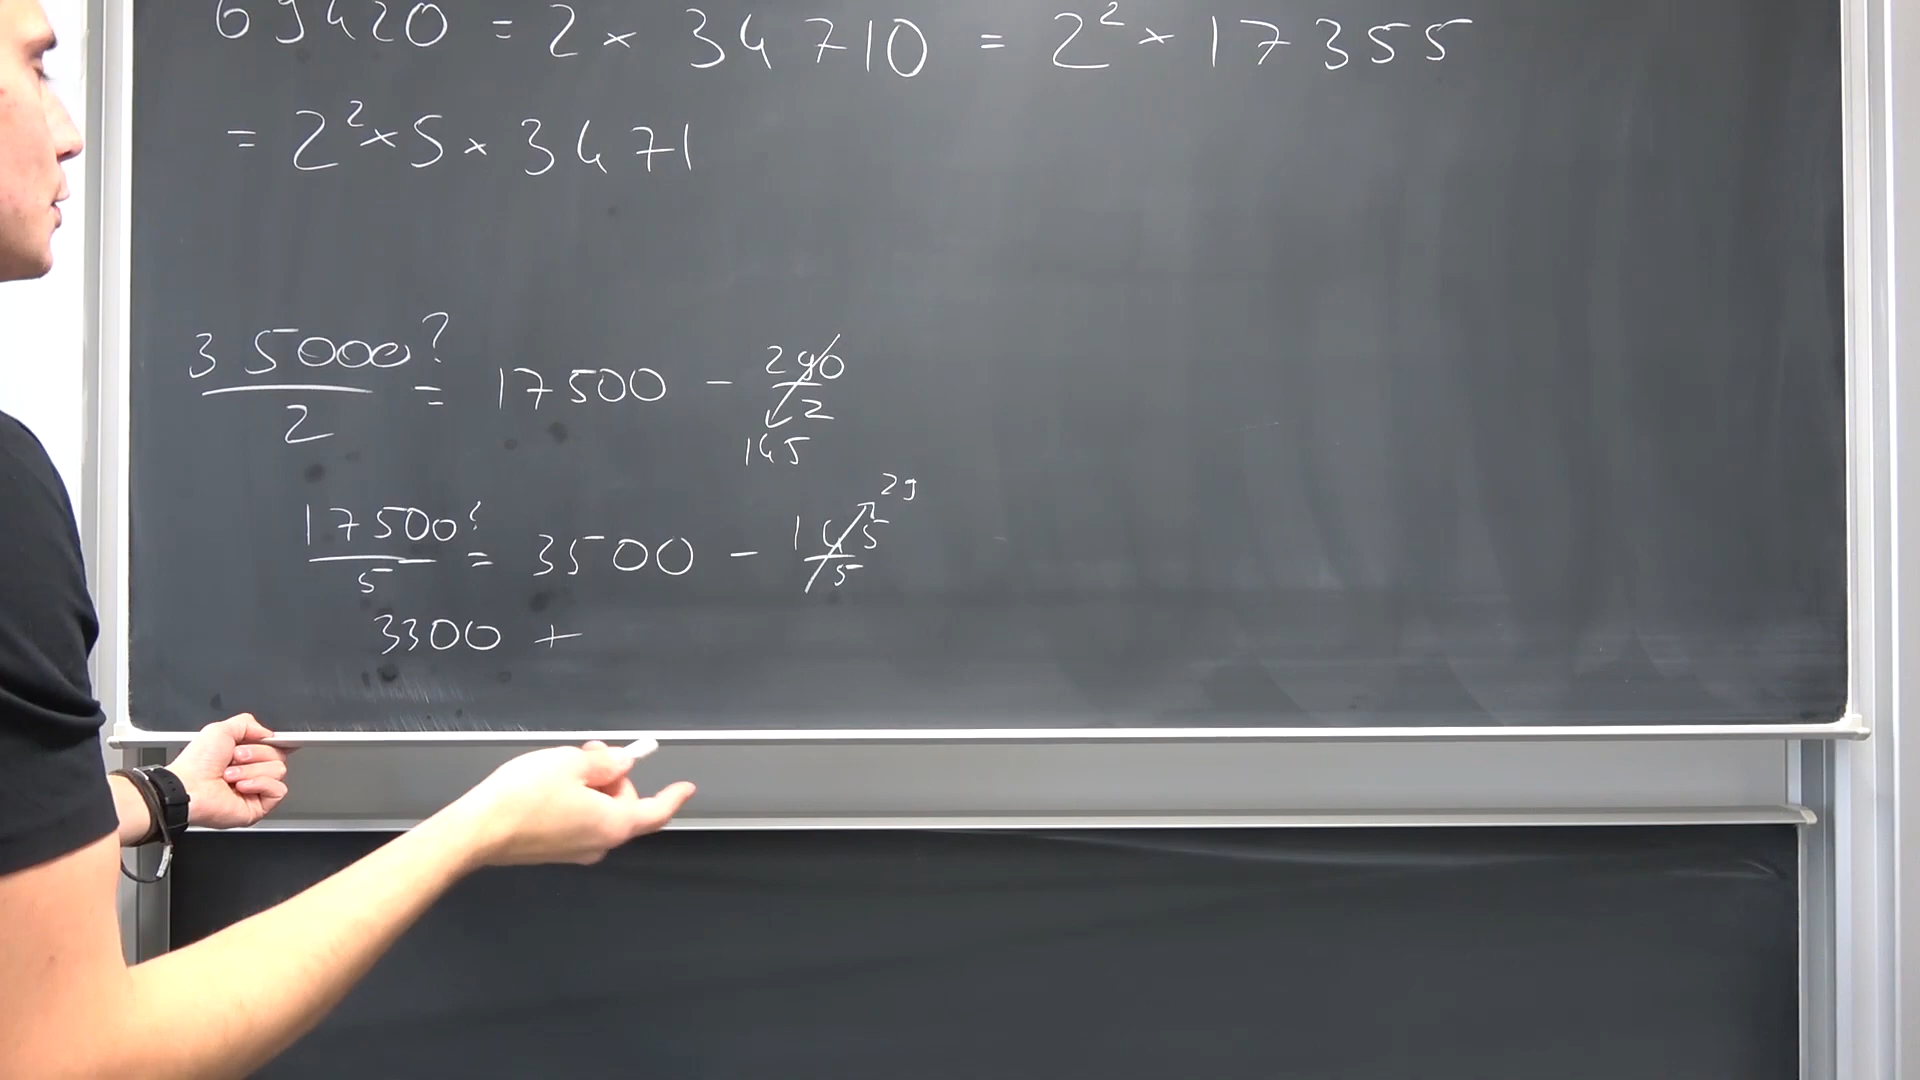 69420 = 2 × 34710 = 2² × 17355
= 2² × 5 × 3471
35000?/2 = 17500 - 290/2
145
29
17500?/5 = 3500 - 145/5
3300 +